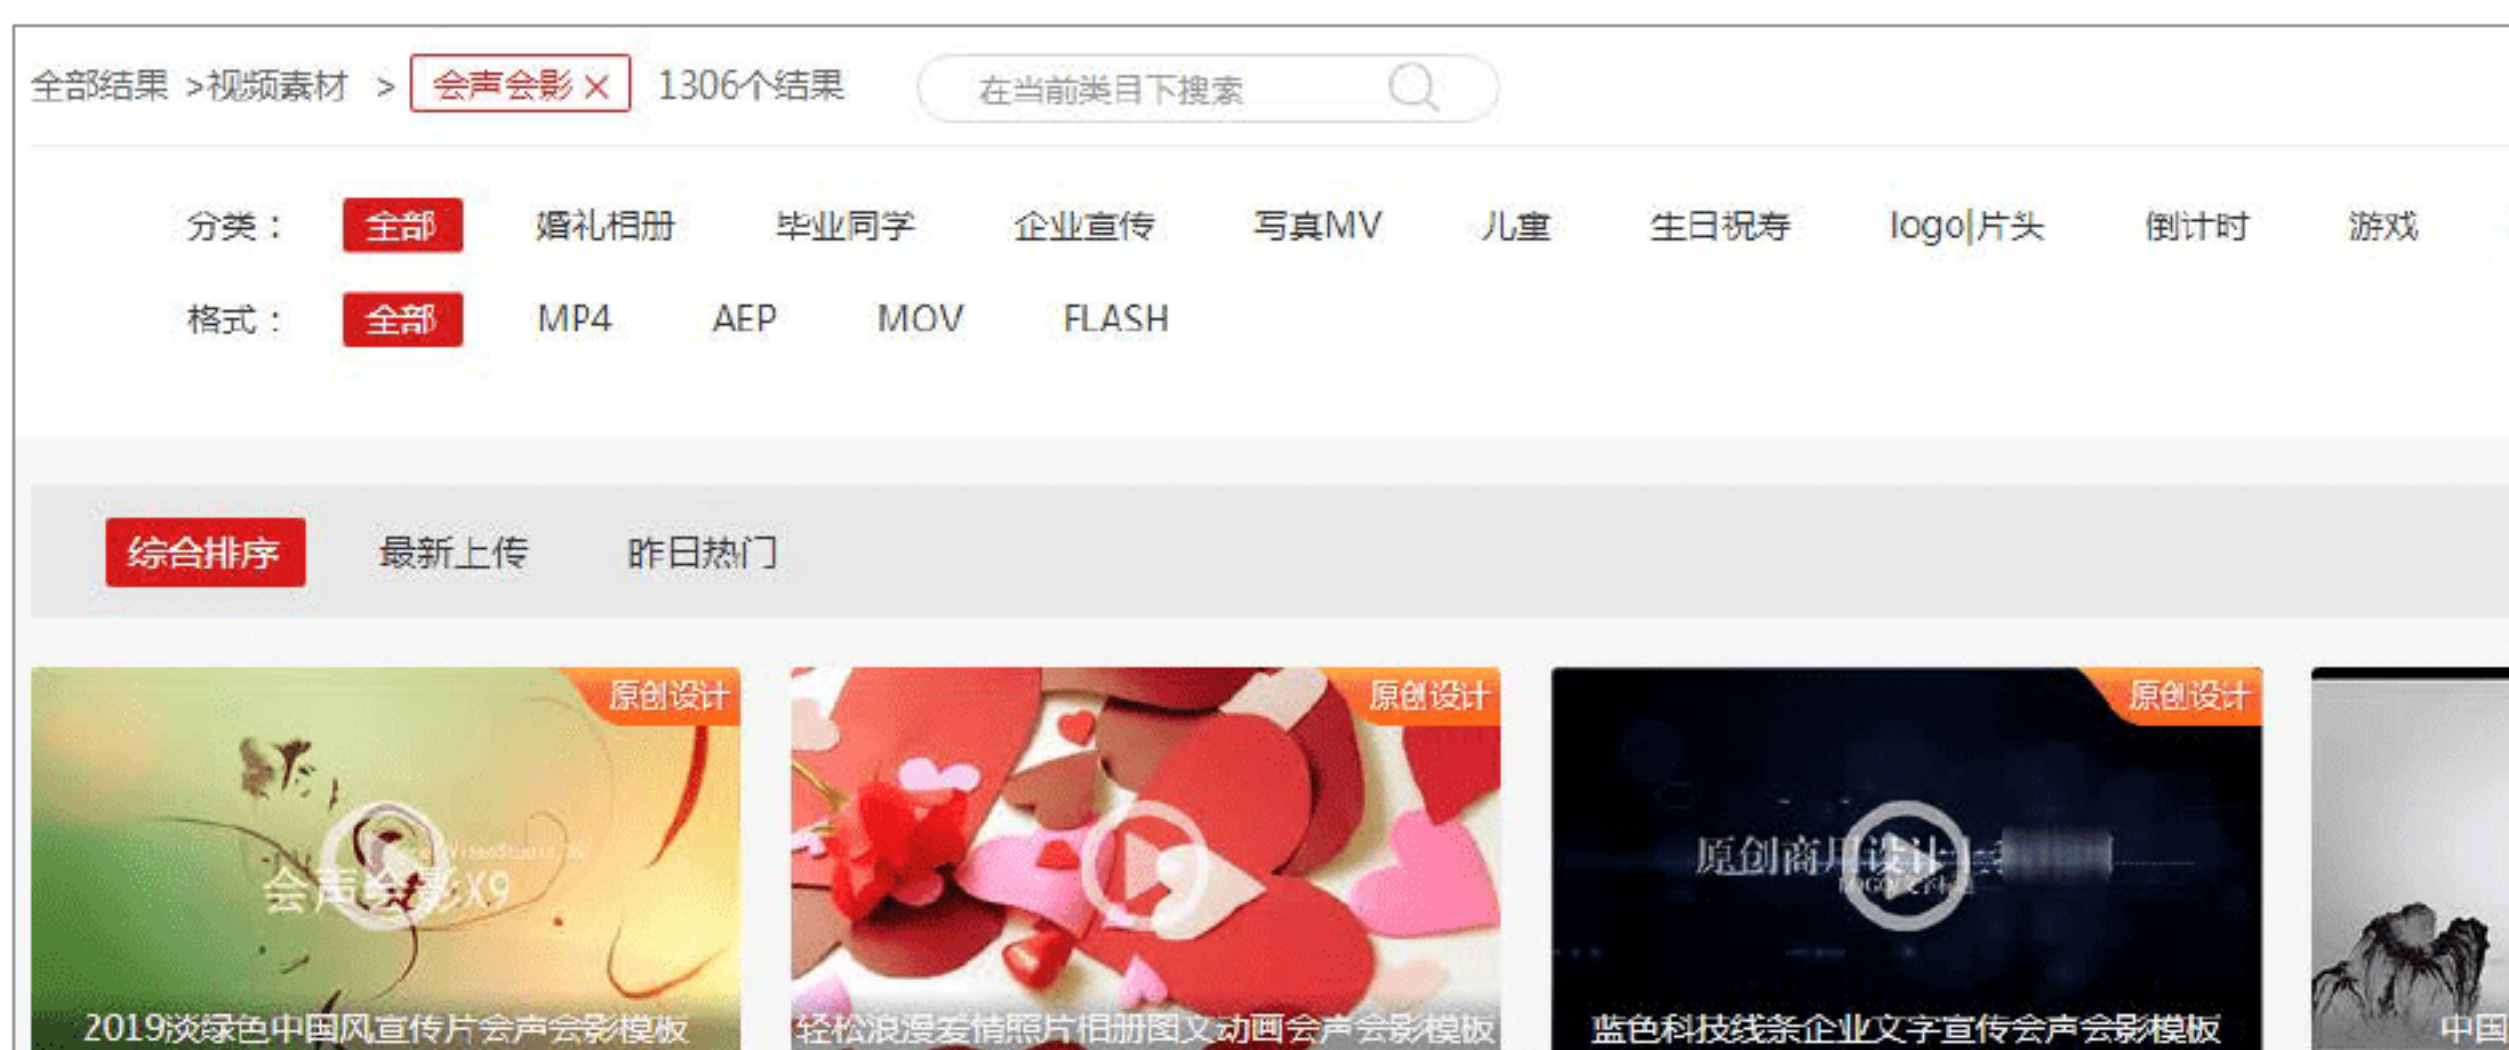 全部结果 >视频素材 > 会声会影 × 1306个结果 在当前类目下搜索
分类： 全部 婚礼相册 毕业同学 企业宣传 写真MV 儿童 生日祝寿 logo|片头 倒计时 游戏
格式： 全部 MP4 AEP MOV FLASH
综合排序 最新上传 昨日热门
原创设计 原创设计 原创设计
会声会影X9
原创商用设计
2019淡绿色中国风宣传片会声会影模板 轻松浪漫爱情照片相册图文动画会声会影模板 蓝色科技线条企业文字宣传会声会影模板 中国